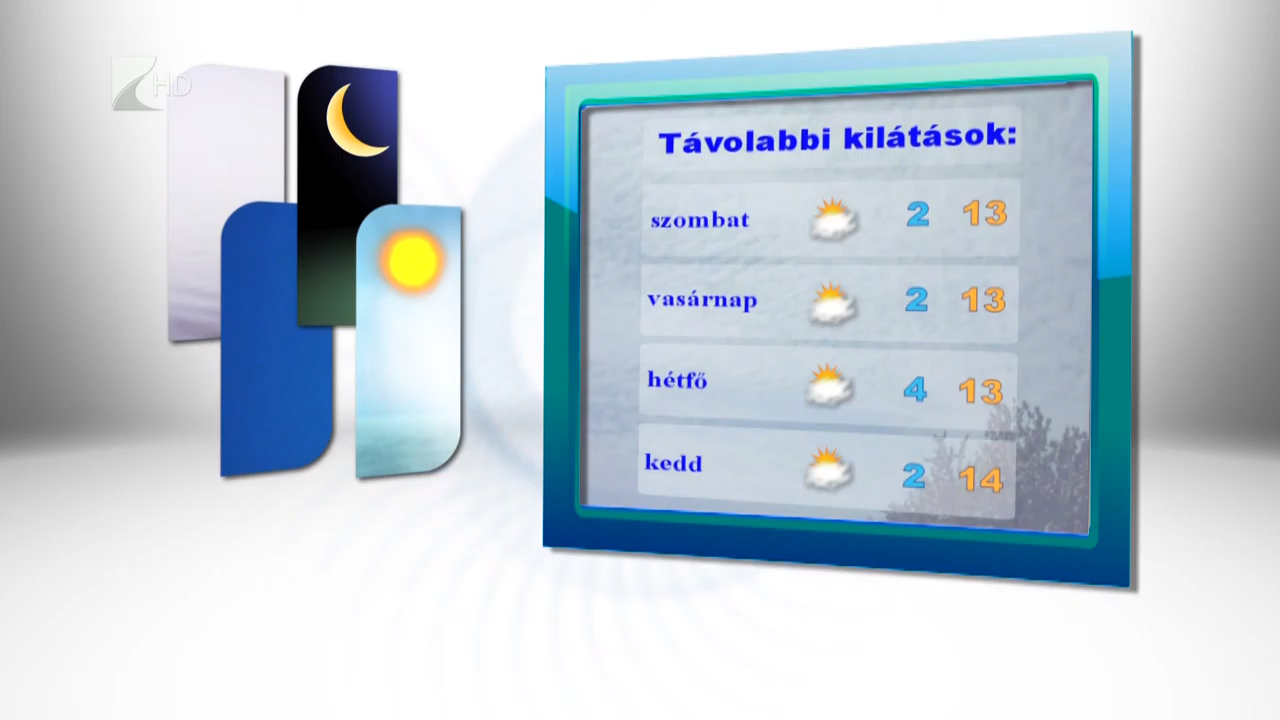 HD
Távolabbi kilátások:
szombat 2 13
vasárnap 2 13
hétfő 4 13
kedd 2 14